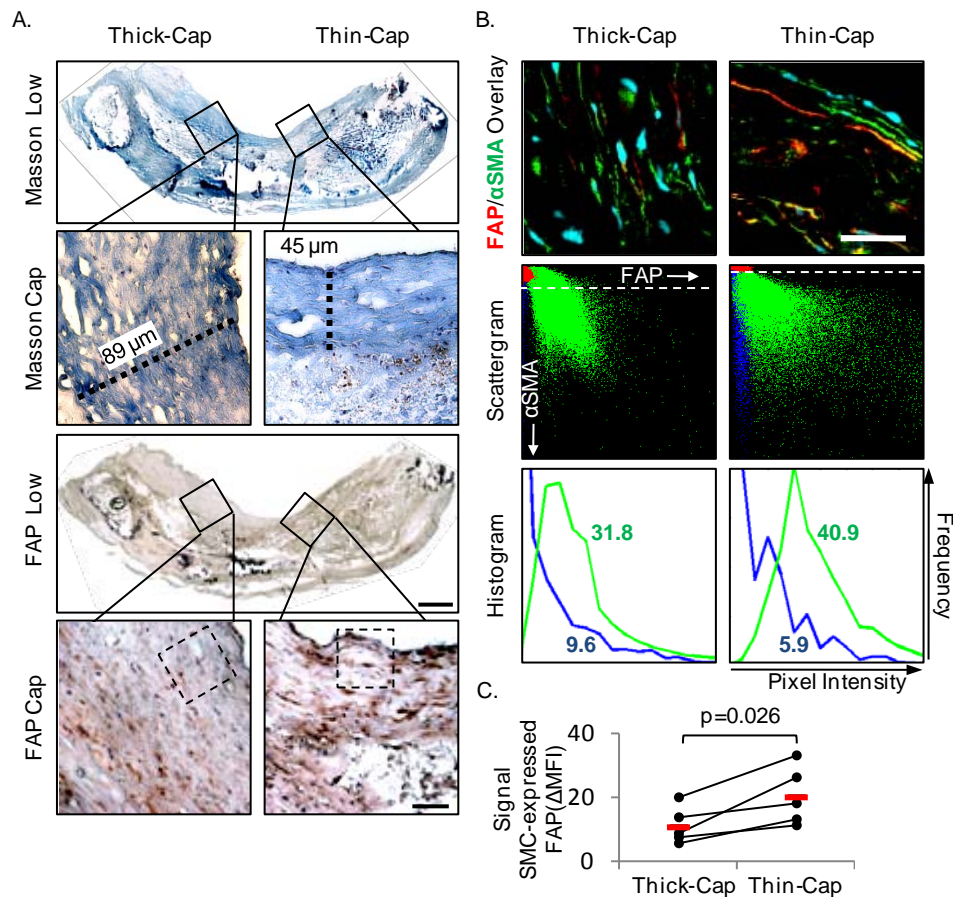 A.
Thick-Cap
Thin-Cap
Masson Low
Masson Cap
89 µm
45 µm
FAP Low
FAP Cap
B.
Thick-Cap
Thin-Cap
FAP/αSMA Overlay
Scattergram
FAP
αSMA
Histogram
31.8
9.6
40.9
5.9
Frequency
Pixel Intensity
C.
p=0.026
Signal
SMC-expressed
FAP(ΔMFI)
40
20
0
Thick-Cap
Thin-Cap